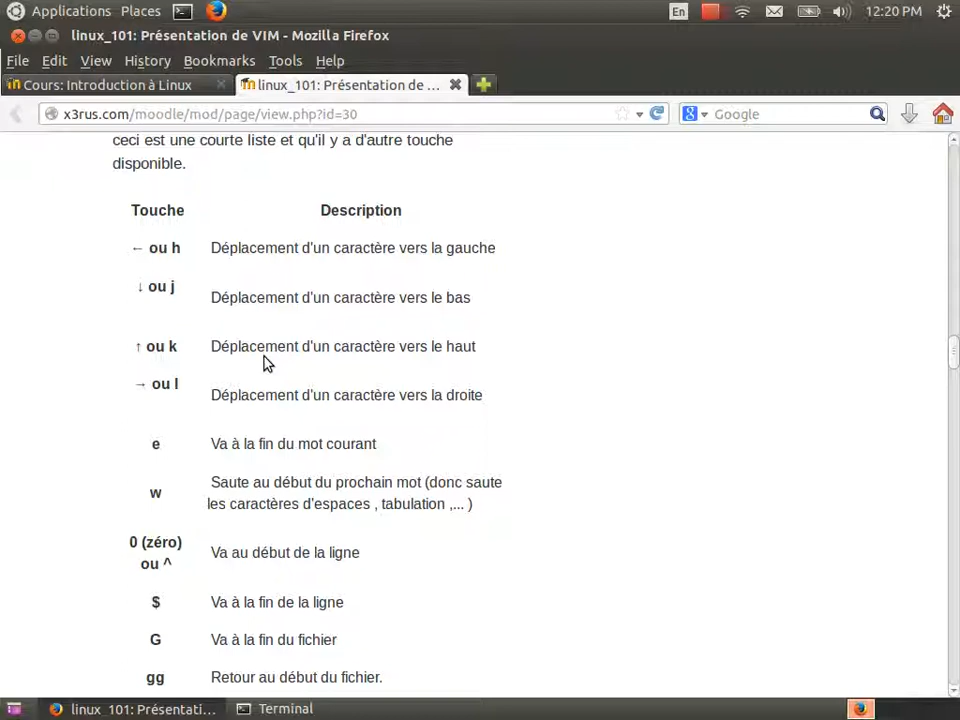 Applications Places En 12:20 PM
linux_101: Présentation de VIM - Mozilla Firefox
File Edit View History Bookmarks Tools Help
Cours: Introduction à Linux linux_101: Présentation de ...
x3rus.com/moodle/mod/page/view.php?id=30 Google
ceci est une courte liste et qu'il y a d'autre touche
disponible.
Touche Description
← ou h Déplacement d'un caractère vers la gauche
↓ ou j Déplacement d'un caractère vers le bas
↑ ou k Déplacement d'un caractère vers le haut
→ ou l Déplacement d'un caractère vers la droite
e Va à la fin du mot courant
w Saute au début du prochain mot (donc saute
les caractères d'espaces , tabulation ,... )
0 (zéro)
ou ^ Va au début de la ligne
$ Va à la fin de la ligne
G Va à la fin du fichier
gg Retour au début du fichier.
linux_101: Présentati... Terminal